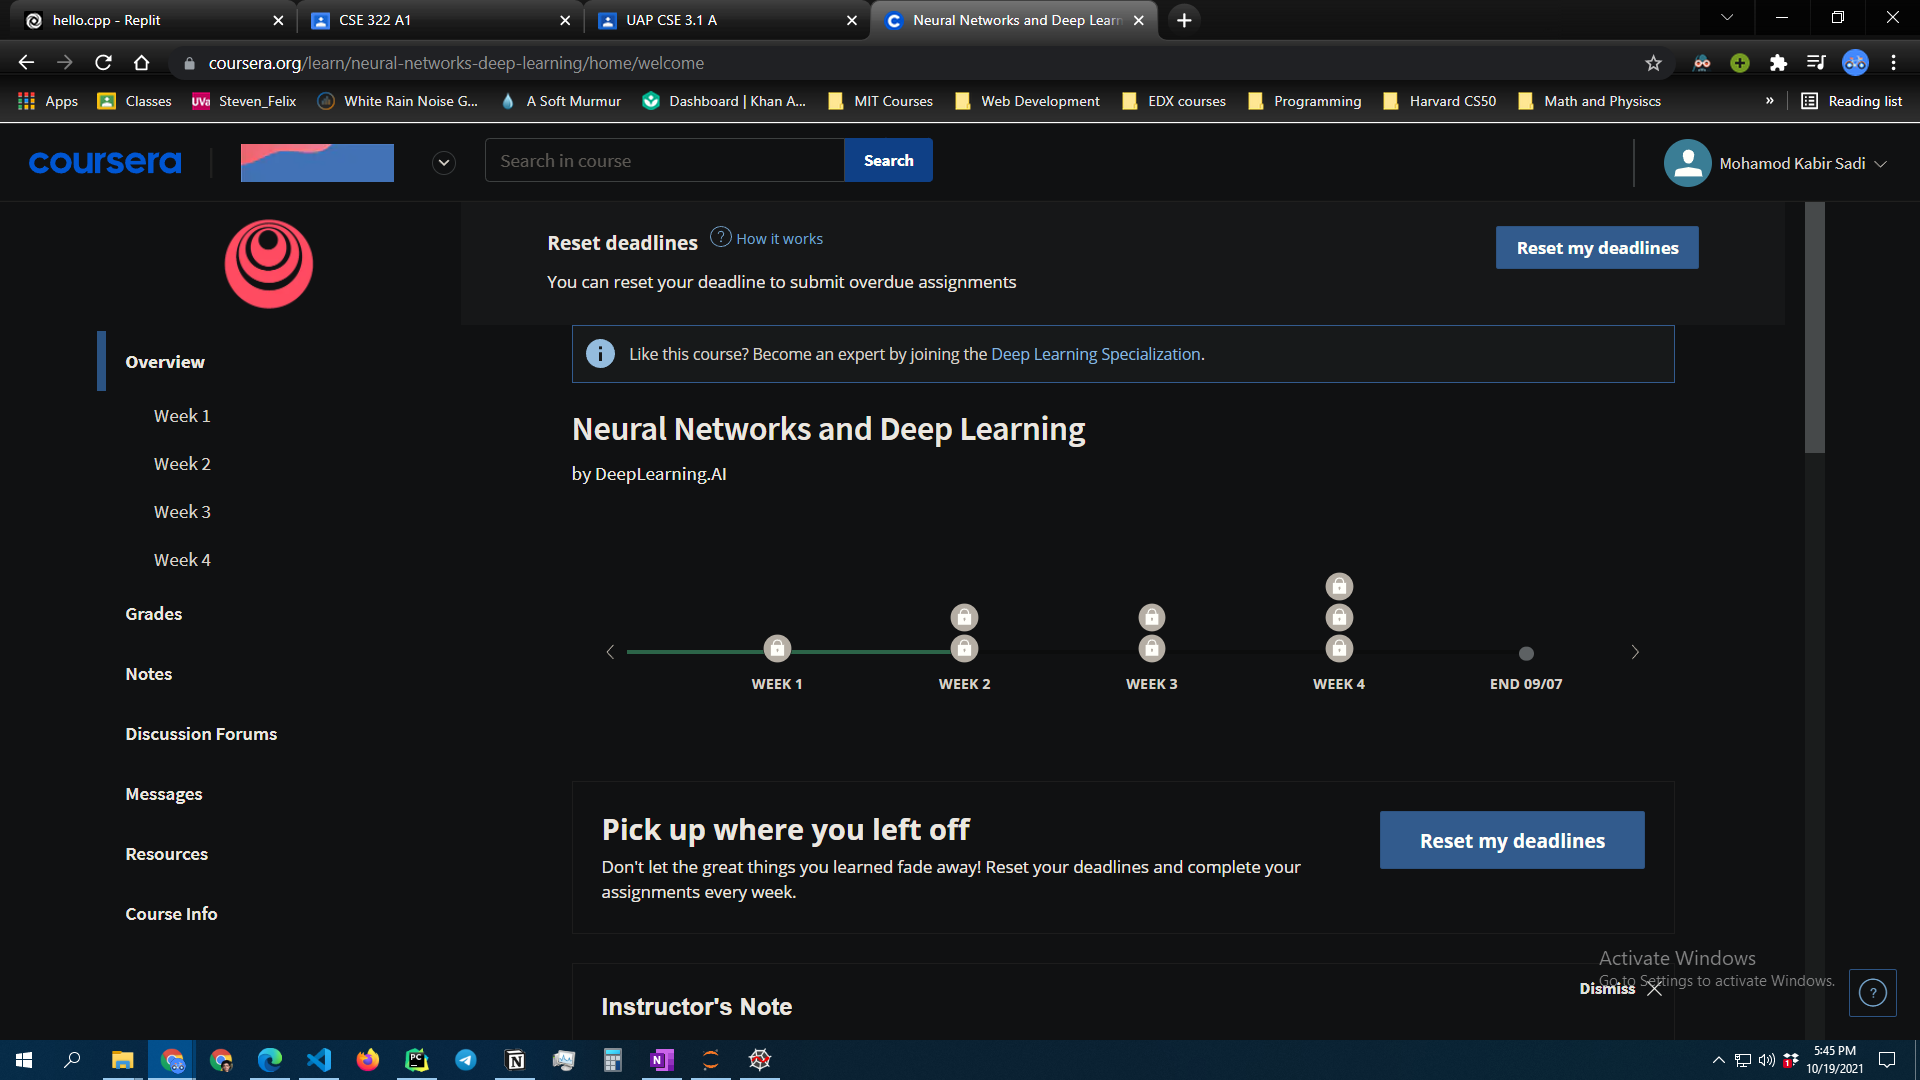 hello.cpp - Replit
CSE 322 A1
UAP CSE 3.1 A
Neural Networks and Deep Lear
coursera.org/learn/neural-networks-deep-learning/home/welcome
Apps
Classes
Steven_Felix
White Rain Noise G...
A Soft Murmur
Dashboard | Khan A...
MIT Courses
Web Development
EDX courses
Programming
Harvard CS50
Math and Physiscs
»
Reading list
coursera
Search in course
Search
Mohamod Kabir Sadi
Reset deadlines
How it works
You can reset your deadline to submit overdue assignments
Reset my deadlines
Like this course? Become an expert by joining the Deep Learning Specialization.
Overview
Week 1
Week 2
Week 3
Week 4
Grades
Notes
Discussion Forums
Messages
Resources
Course Info
Neural Networks and Deep Learning
by DeepLearning.AI
WEEK 1
WEEK 2
WEEK 3
WEEK 4
END 09/07
Pick up where you left off
Don't let the great things you learned fade away! Reset your deadlines and complete your
assignments every week.
Reset my deadlines
Instructor's Note
Dismiss
Activate Windows
Go to Settings to activate Windows.
5:45 PM
10/19/2021